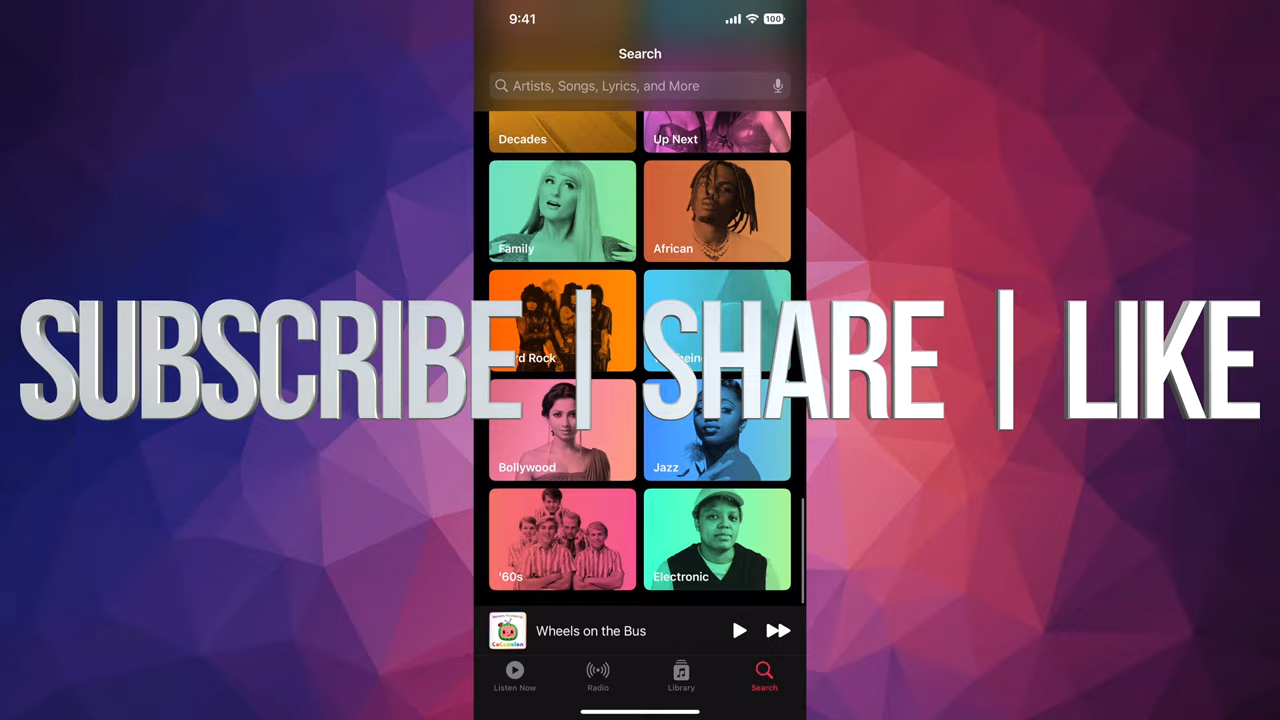 9:41
100
Search
Artists, Songs, Lyrics, and More
Decades
Up Next
Family
African
SUBSCRIBE | SHARE | LIKE
Bollywood
Jazz
'60s
Electronic
CoComelon
Wheels on the Bus
Listen Now
Radio
Library
Search